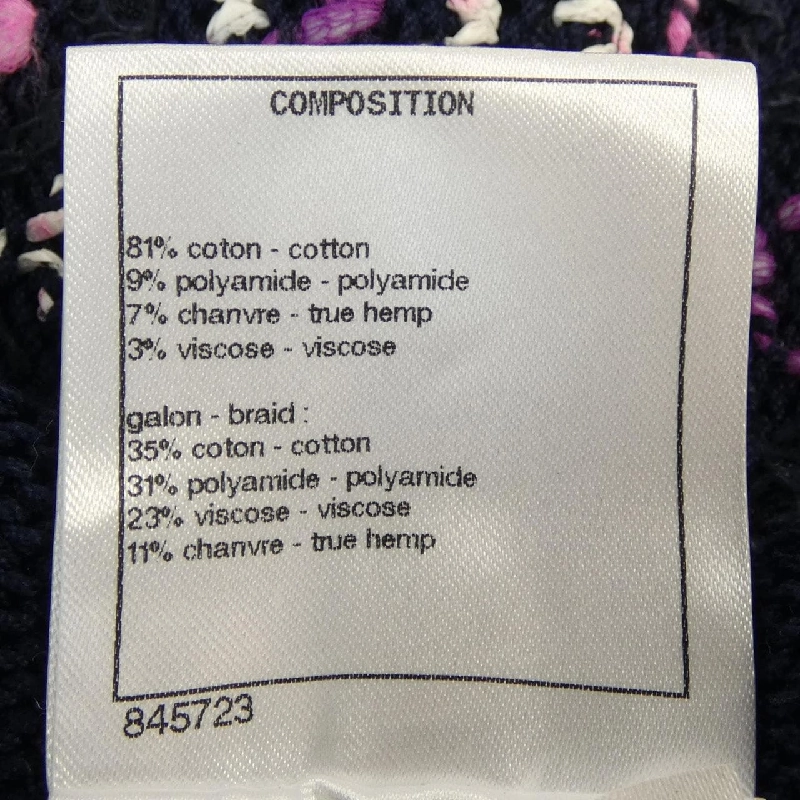 COMPOSITION
81% coton - cotton
9% polyamide - polyamide
7% chanvre - true hemp
3% viscose - viscose
galon - braid :
35% coton - cotton
31% polyamide - polyamide
23% viscose - viscose
11% chanvre - true hemp
845723